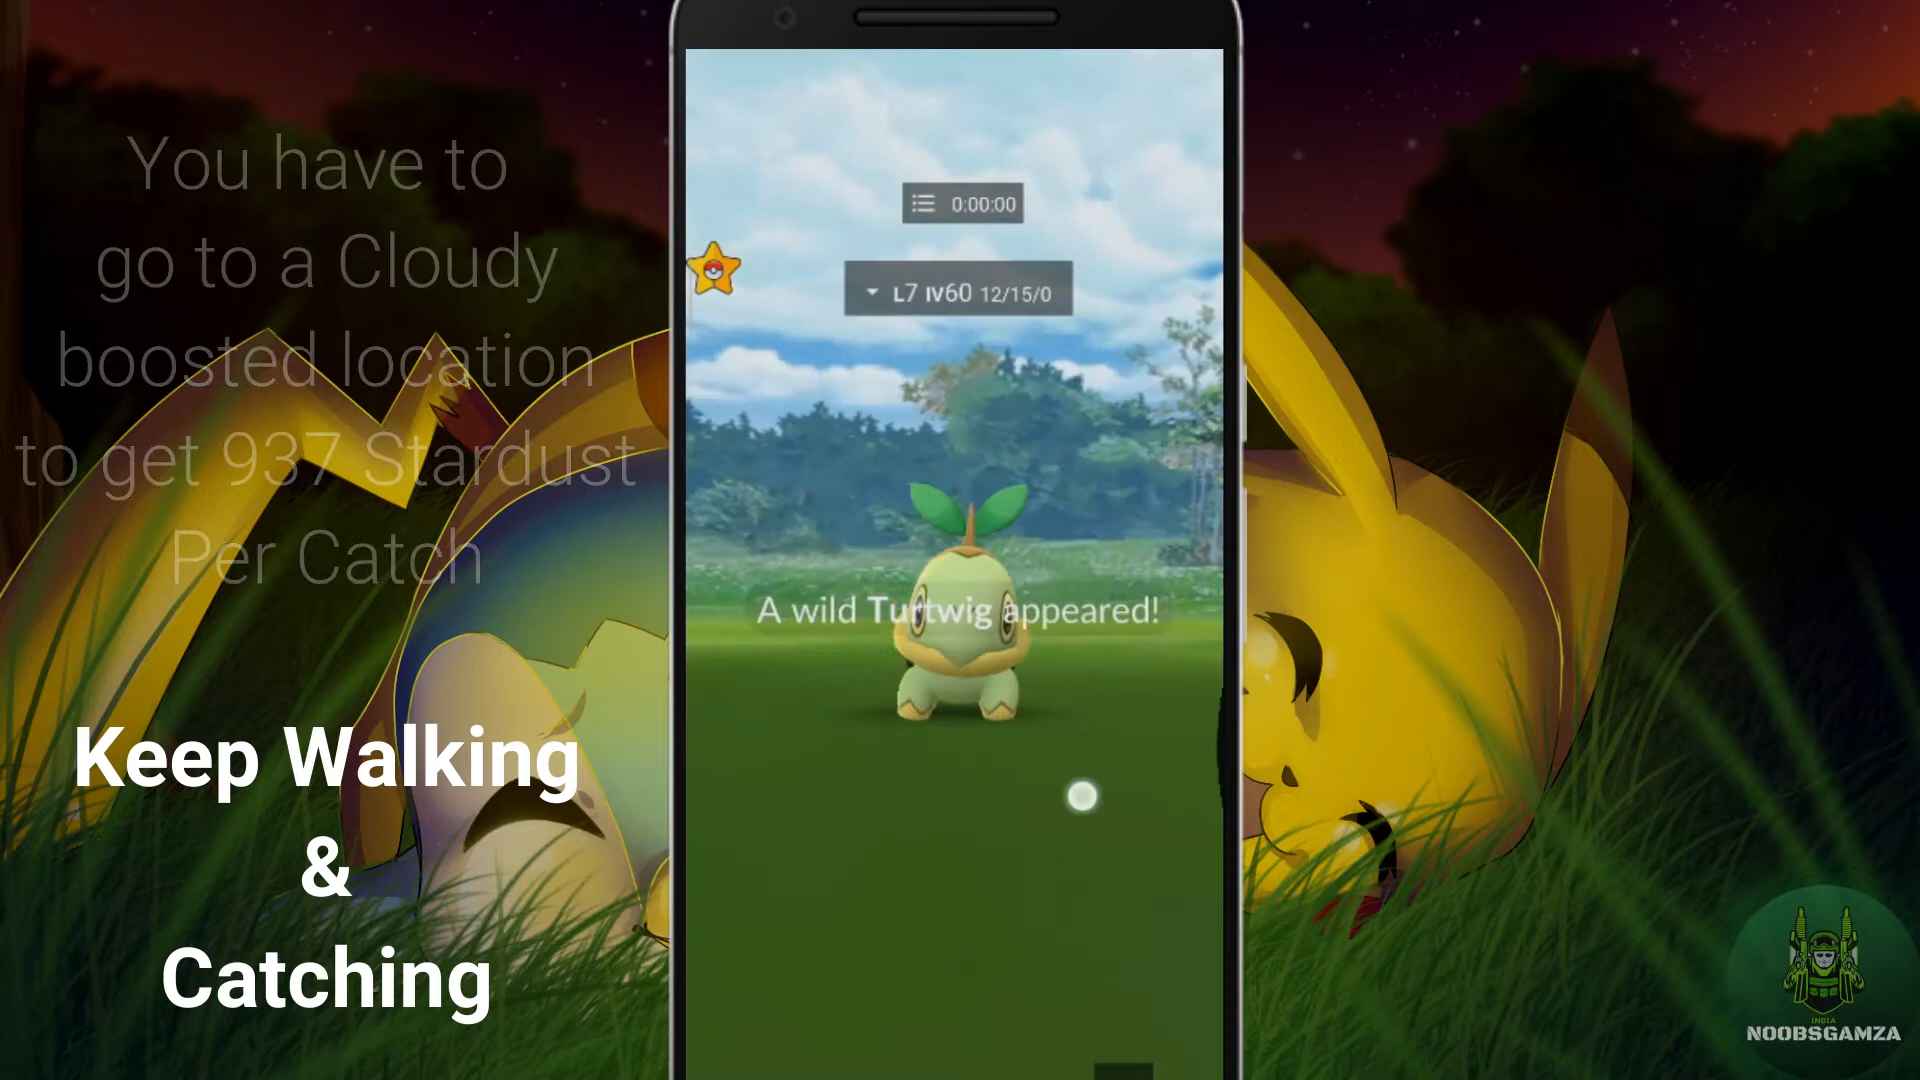 You have to
go to a Cloudy
boosted location
to get 937 Stardust
Per Catch
Keep Walking
&
Catching
0:00:00
L7 IV60 12/15/0
A wild Turtwig appeared!
INDIA
NOOBSGAMZA